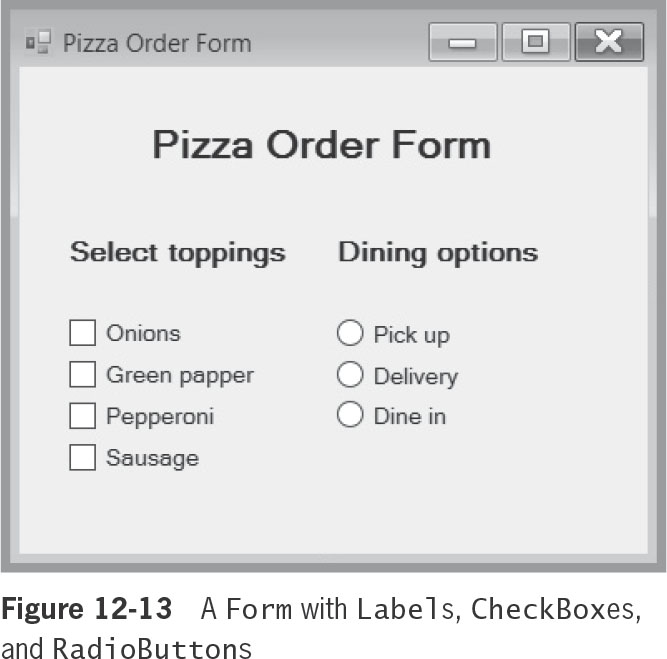 Pizza Order Form
Pizza Order Form
Select toppings
Onions
Green papper
Pepperoni
Sausage
Dining options
Pick up
Delivery
Dine in
Figure 12-13 A Form with Labels, CheckBoxes,
and RadioButtons